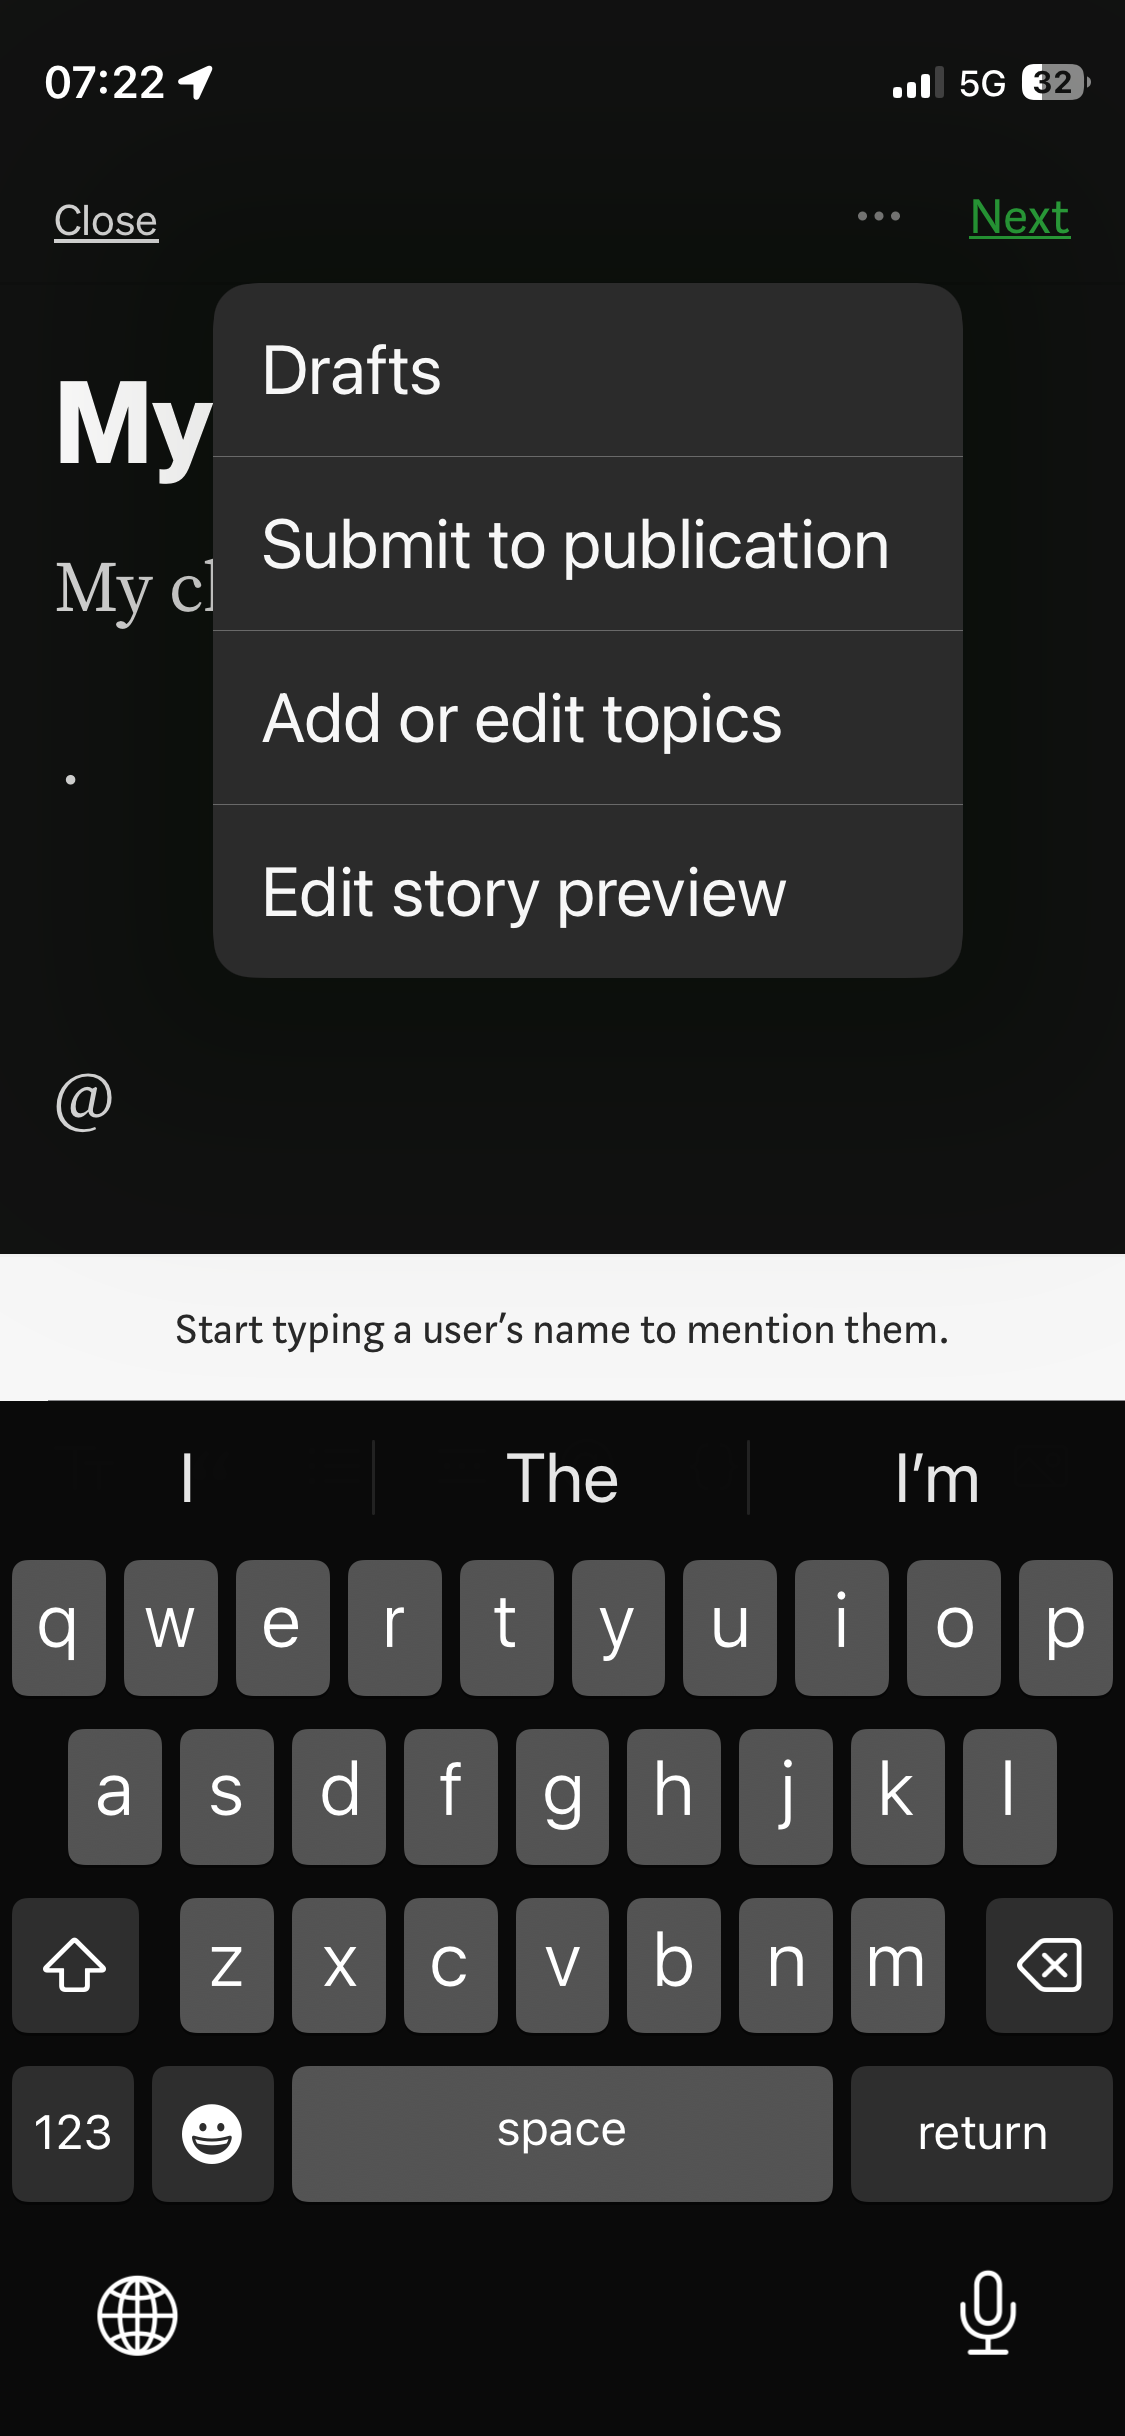 07:22 5G 32
Close ••• Next
Drafts
My
Submit to publication
My
Add or edit topics
.
Edit story preview
@
Start typing a user’s name to mention them.
I The I’m
q w e r t y u i o p
a s d f g h j k l
z x c v b n m
123 space return